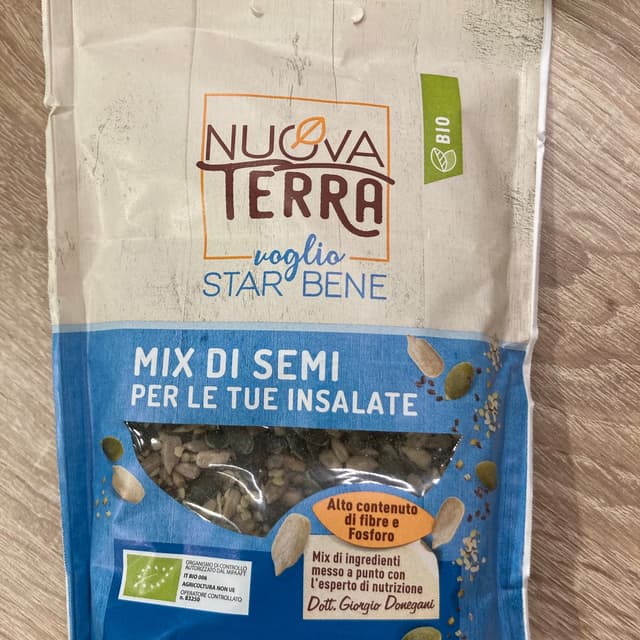 BIO
NUOVA
TERRA
voglio
STAR BENE
MIX DI SEMI
PER LE TUE INSALATE
Alto contenuto
di fibre e
Fosforo
Mix di ingredienti
messo a punto con
l'esperto di nutrizione
Dott. Giorgio Donegani
ORGANISMO DI CONTROLLO
AUTORIZZATO DAL MIPAAFT
IT BIO 006
AGRICOLTURA NON UE
OPERATORE CONTROLLATO
n. 83250